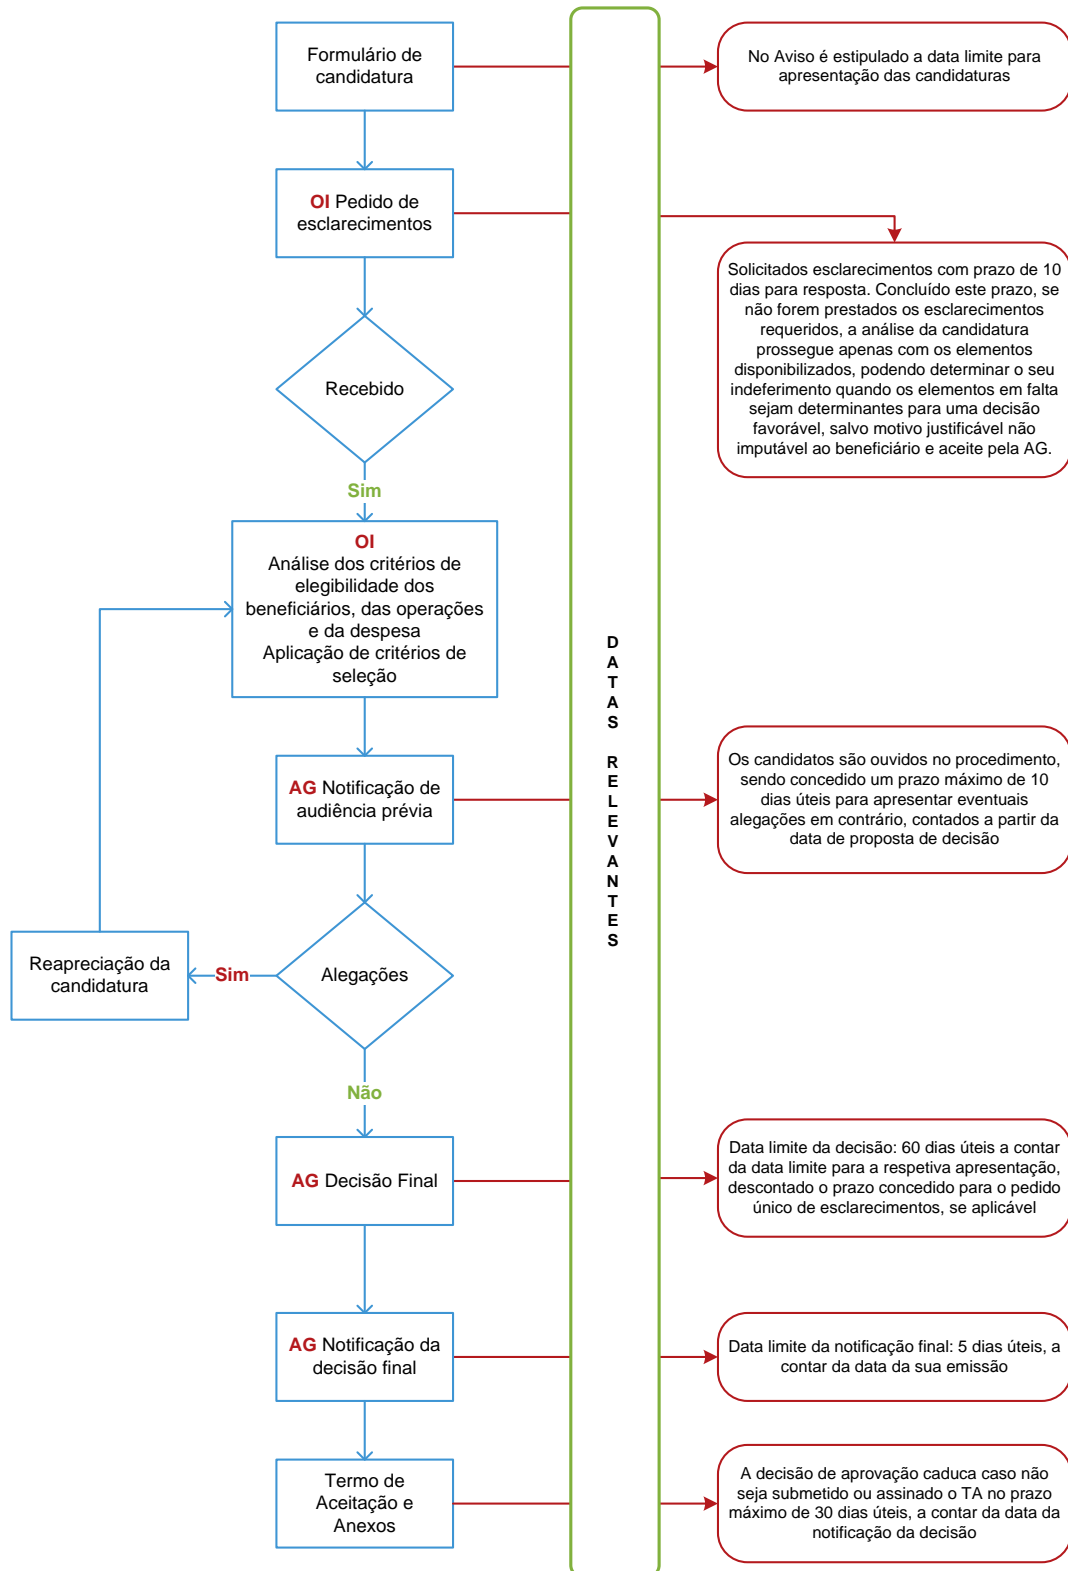 Formulário de
candidatura
No Aviso é estipulado a data limite para
apresentação das candidaturas
OI Pedido de
esclarecimentos
Solicitados esclarecimentos com prazo de 10
dias para resposta. Concluído este prazo, se
não forem prestados os esclarecimentos
requeridos, a análise da candidatura
prossegue apenas com os elementos
disponibilizados, podendo determinar o seu
indeferimento quando os elementos em falta
sejam determinantes para uma decisão
favorável, salvo motivo justificável não
imputável ao beneficiário e aceite pela AG.
Recebido
Sim
OI
Análise dos critérios de
elegibilidade dos
beneficiários, das operações
e da despesa
Aplicação de critérios de
seleção
D
A
T
A
S
R
E
L
E
V
A
N
T
E
S
AG Notificação de
audiência prévia
Os candidatos são ouvidos no procedimento,
sendo concedido um prazo máximo de 10
dias úteis para apresentar eventuais
alegações em contrário, contados a partir da
data de proposta de decisão
Reapreciação da
candidatura
Sim
Alegações
Não
AG Decisão Final
Data limite da decisão: 60 dias úteis a contar
da data limite para a respetiva apresentação,
descontado o prazo concedido para o pedido
único de esclarecimentos, se aplicável
AG Notificação da
decisão final
Data limite da notificação final: 5 dias úteis, a
contar da data da sua emissão
Termo de
Aceitação e
Anexos
A decisão de aprovação caduca caso não
seja submetido ou assinado o TA no prazo
máximo de 30 dias úteis, a contar da data da
notificação da decisão